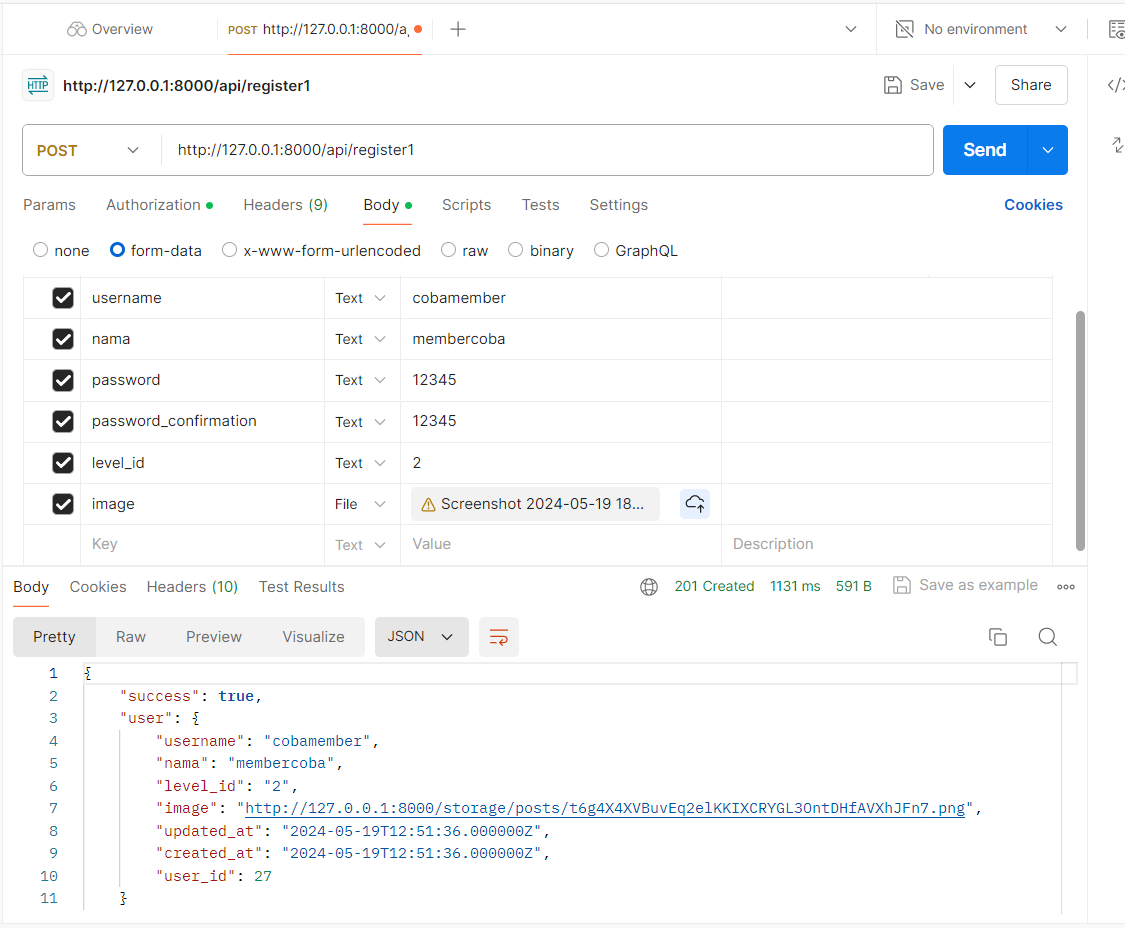 Overview POST http://127.0.0.1:8000/a No environment
HTTP http://127.0.0.1:8000/api/register1 Save Share
POST http://127.0.0.1:8000/api/register1 Send
Params Authorization Headers (9) Body Scripts Tests Settings Cookies
none form-data x-www-form-urlencoded raw binary GraphQL
username Text cobamember
nama Text membercoba
password Text 12345
password_confirmation Text 12345
level_id Text 2
image File Screenshot 2024-05-19 18...
Key Text Value Description
Body Cookies Headers (10) Test Results 201 Created 1131 ms 591 B Save as example
Pretty Raw Preview Visualize JSON
1 {
2 "success": true,
3 "user": {
4 "username": "cobamember",
5 "nama": "membercoba",
6 "level_id": "2",
7 "image": "http://127.0.0.1:8000/storage/posts/t6g4X4XVBuvEq2elKKIXCRYGL3OntDHfAVXhJFn7.png",
8 "updated_at": "2024-05-19T12:51:36.000000Z",
9 "created_at": "2024-05-19T12:51:36.000000Z",
10 "user_id": 27
11 }